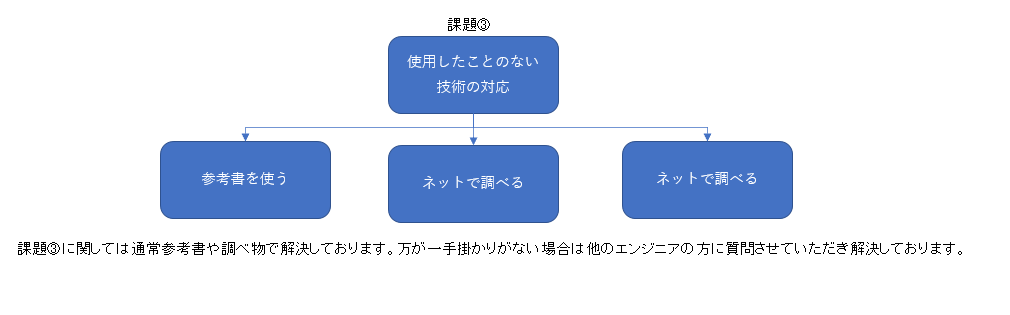 課題③
使用したことのない
技術の対応
参考書を使う
ネットで調べる
ネットで調べる
課題③に関しては通常参考書や調べ物で解決しております。万が一手掛かりがない場合は他のエンジニアの方に質問させていただき解決しております。